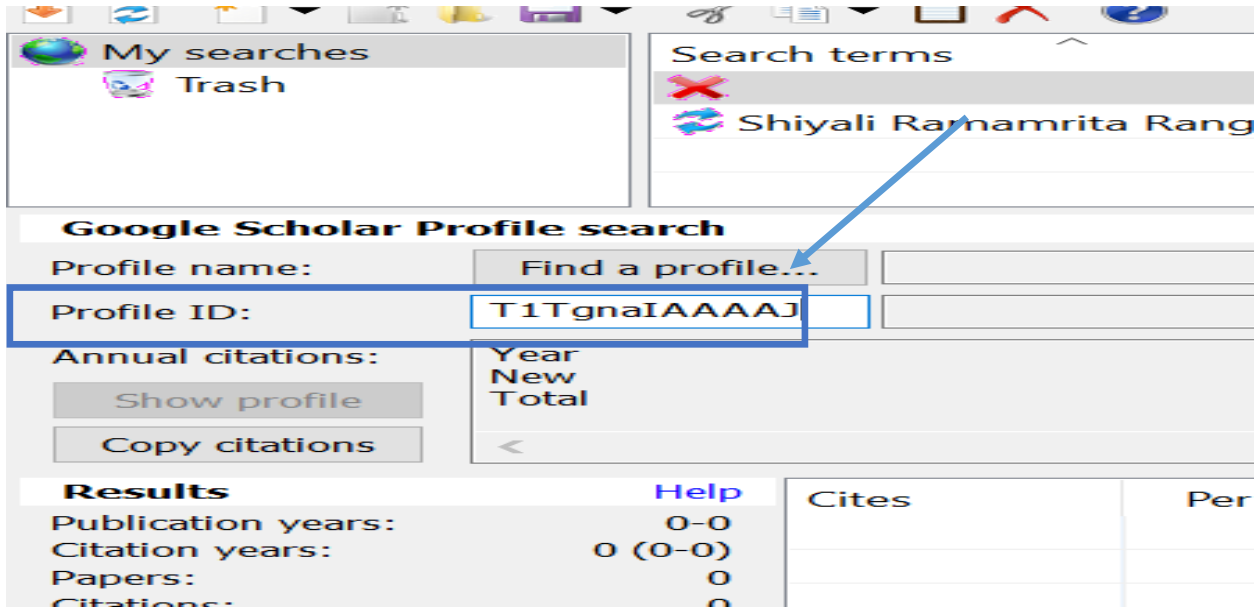 My searches
Trash
Search terms
Shiyali Ramamrita Rang
Google Scholar Profile search
Profile name:
Find a profile...
Profile ID:
T1TgnaIAAAAJ
Annual citations:
Year
New
Total
Show profile
Copy citations
<
Results
Help
Cites
Per
Publication years:
0-0
Citation years:
0 (0-0)
Papers:
0
Citations:
0